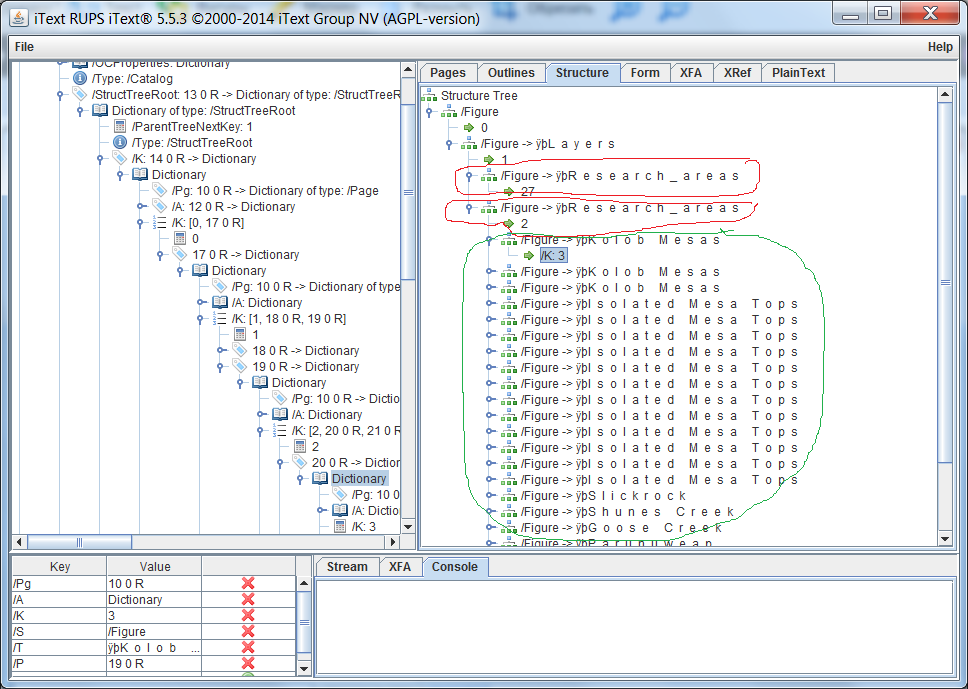 iText RUPS iText® 5.5.3 ©2000-2014 iText Group NV (AGPL-version)
File
Help
/OCProperties: Dictionary
/Type: /Catalog
/StructTreeRoot: 13 0 R -> Dictionary of type: /StructTreeR
Dictionary of type: /StructTreeRoot
/ParentTreeNextKey: 1
/Type: /StructTreeRoot
/K: 14 0 R -> Dictionary
Dictionary
/Pg: 10 0 R -> Dictionary of type: /Page
/A: 12 0 R -> Dictionary
/K: [0, 17 0 R]
0
17 0 R -> Dictionary
Dictionary
/Pg: 10 0 R -> Dictionary of type
/A: Dictionary
/K: [1, 18 0 R, 19 0 R]
1
18 0 R -> Dictionary
19 0 R -> Dictionary
Dictionary
/Pg: 10 0 R -> Dictio
/A: Dictionary
/K: [2, 20 0 R, 21 0 R
2
20 0 R -> Diction
Dictionary
/Pg: 10 0
/A: Dictio
/K: 3
Pages
Outlines
Structure
Form
XFA
XRef
PlainText
Structure Tree
/Figure
0
/Figure -> ÿþL a y e r s
1
/Figure -> ÿþR e s e a r c h _ a r e a s
27
/Figure -> ÿþR e s e a r c h _ a r e a s
2
/Figure -> ÿþK o l o b   M e s a s
/K: 3
/Figure -> ÿþK o l o b   M e s a s
/Figure -> ÿþK o l o b   M e s a s
/Figure -> ÿþI s o l a t e d   M e s a   T o p s
/Figure -> ÿþI s o l a t e d   M e s a   T o p s
/Figure -> ÿþI s o l a t e d   M e s a   T o p s
/Figure -> ÿþI s o l a t e d   M e s a   T o p s
/Figure -> ÿþI s o l a t e d   M e s a   T o p s
/Figure -> ÿþI s o l a t e d   M e s a   T o p s
/Figure -> ÿþI s o l a t e d   M e s a   T o p s
/Figure -> ÿþI s o l a t e d   M e s a   T o p s
/Figure -> ÿþI s o l a t e d   M e s a   T o p s
/Figure -> ÿþI s o l a t e d   M e s a   T o p s
/Figure -> ÿþI s o l a t e d   M e s a   T o p s
/Figure -> ÿþI s o l a t e d   M e s a   T o p s
/Figure -> ÿþS l i c k r o c k
/Figure -> ÿþS h u n e s   C r e e k
/Figure -> ÿþG o o s e   C r e e k
/Figure -> ÿþP a r u n u w e a p
Key
Value
/Pg
10 0 R
/A
Dictionary
/K
3
/S
/Figure
/T
ÿþK o l o b ...
/P
19 0 R
Stream
XFA
Console